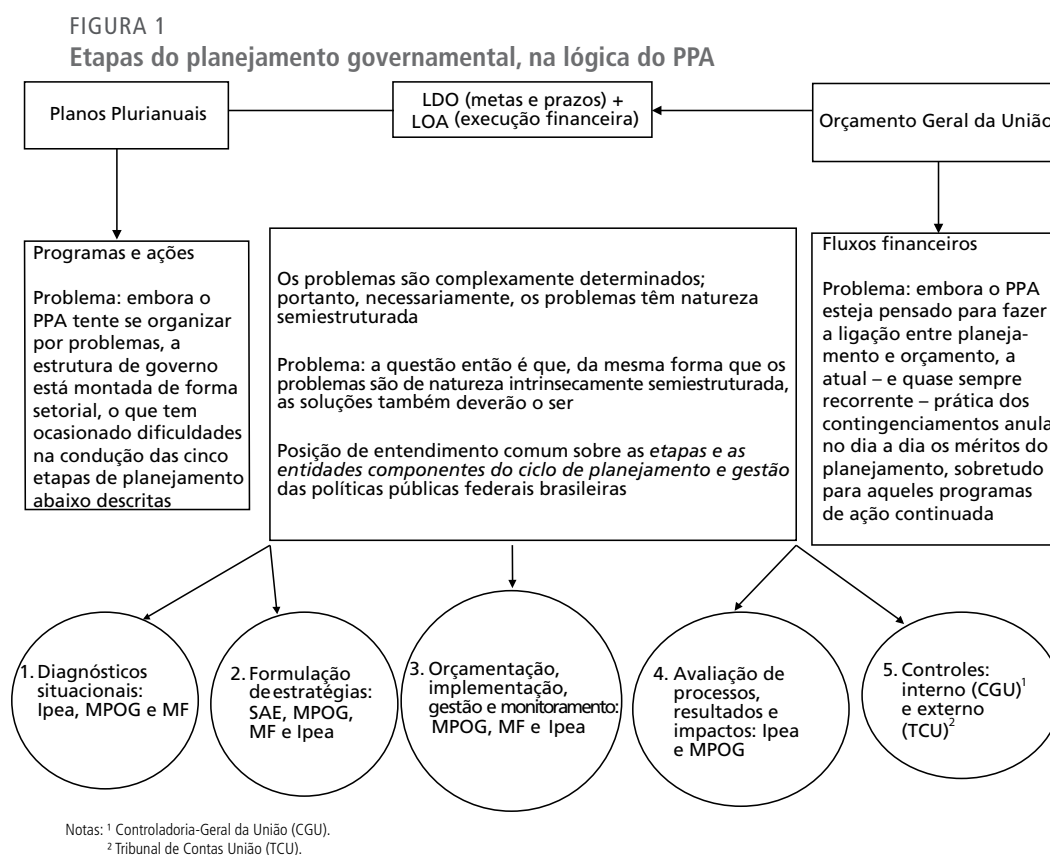 FIGURA 1
Etapas do planejamento governamental, na lógica do PPA
Planos Plurianuais
LDO (metas e prazos) +
LOA (execução financeira)
Orçamento Geral da União
Programas e ações
Problema: embora o
PPA tente se organizar
por problemas, a
estrutura de governo
está montada de forma
setorial, o que tem
ocasionado dificuldades
na condução das cinco
etapas de planejamento
abaixo descritas
Os problemas são complexamente determinados;
portanto, necessariamente, os problemas têm natureza
semiestruturada.
Problema: a questão então é que, da mesma forma que os
problemas são de natureza intrinsecamente semiestruturada,
as soluções também deverão o ser
Posição de entendimento comum sobre as etapas e as
entidades componentes do ciclo de planejamento e gestão
das políticas públicas federais brasileiras
Fluxos financeiros
Problema: embora o PPA
esteja pensado para fazer
a ligação entre planeja-
mento e orçamento, a
atual – e quase sempre
recorrente – prática dos
contingenciamentos anula
no dia a dia os méritos do
planejamento, sobretudo
para aqueles programas
de ação continuada
1. Diagnósticos
situacionais:
Ipea, MPOG e MF
2. Formulação
de estratégias:
SAE, MPOG,
MF e Ipea
3. Orçamentação,
implementação,
gestão e monitoramento:
MPOG, MF e Ipea
4. Avaliação de
processos,
resultados e
impactos: Ipea
e MPOG
5. Controles:
interno (CGU)¹
e externo
(TCU)²
Notas: ¹ Controladoria-Geral da União (CGU).
² Tribunal de Contas União (TCU).